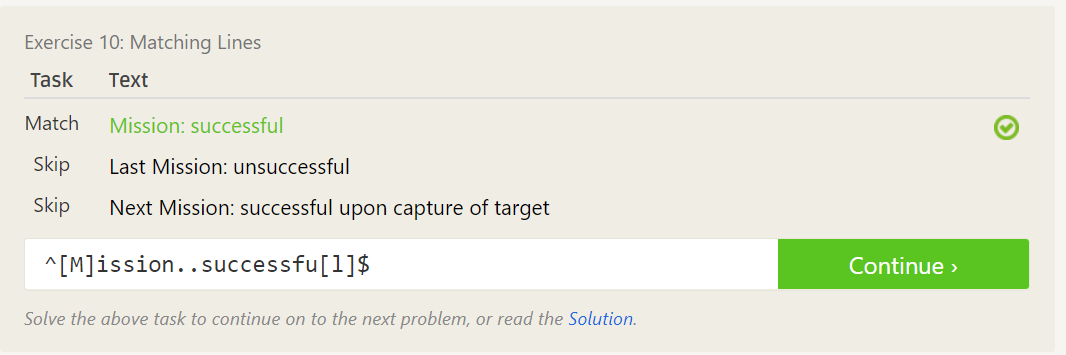 Exercise 10: Matching Lines
Task Text
Match Mission: successful
Skip Last Mission: unsuccessful
Skip Next Mission: successful upon capture of target
^[M]ission..successfu[l]$ Continue ›
Solve the above task to continue on to the next problem, or read the Solution.